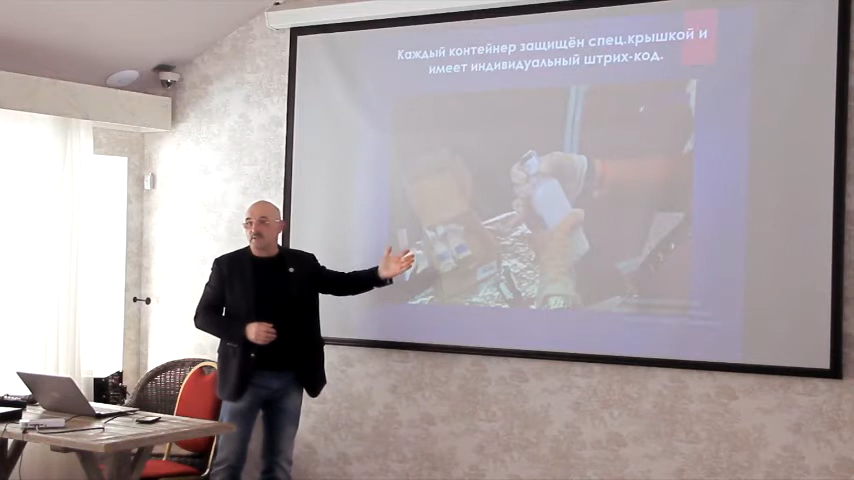 Каждый контейнер защищён спец.крышкой и
имеет индивидуальный штрих-код.